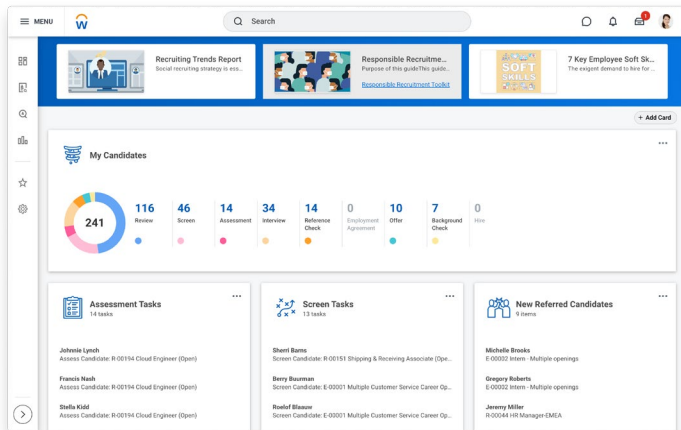 MENU
Search
1
Recruiting Trends Report
Social recruiting strategy is ess...
Responsible Recruitme...
Purpose of this guideThis guide...
Responsible Recruitment Toolkit
SOFT
SKILLS
7 Key Employee Soft Sk...
The exigent demand to hire for ...
+ Add Card
My Candidates
241
116
Review
46
Screen
14
Assessment
34
Interview
14
Reference
Check
0
Employment
Agreement
10
Offer
7
Background
Check
0
Hire
Assessment Tasks
14 tasks
Johnnie Lynch
Assess Candidate: R-00194 Cloud Engineer (Open)
Francis Nash
Assess Candidate: R-00194 Cloud Engineer (Open)
Stella Kidd
Assess Candidate: R-00194 Cloud Engineer (Open)
Screen Tasks
13 tasks
Sherri Barns
Screen Candidate: R-00151 Shipping & Receiving Associate (Ope...
Berry Buurman
Screen Candidate: E-00001 Multiple Customer Service Career Op...
Roelof Blaauw
Screen Candidate: E-00001 Multiple Customer Service Career Op...
New Referred Candidates
9 items
Michelle Brooks
E-00002 Intern - Multiple openings
Gregory Roberts
E-00002 Intern - Multiple openings
Jeremy Miller
R-00044 HR Manager-EMEA